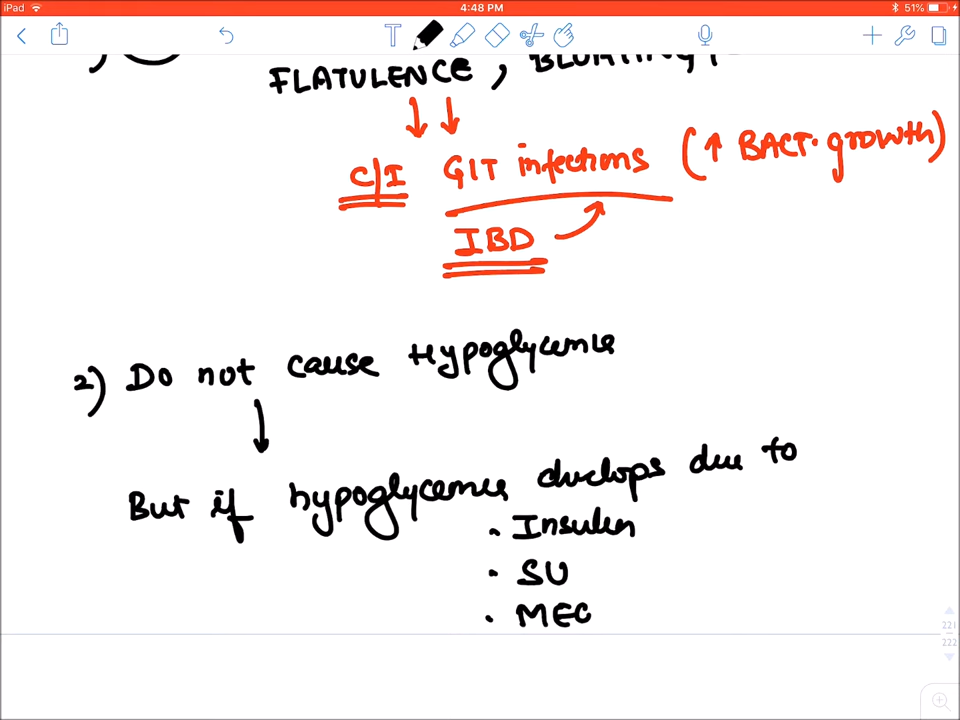 iPad 4:48 PM 51%
T
FLATULENCE, BLOATING
C/I GIT infections (↑ BACT. growth)
IBD
2) Do not cause Hypoglycemia
But if hypoglycemia develops due to
• Insulin
• SU
• MEG
221
222